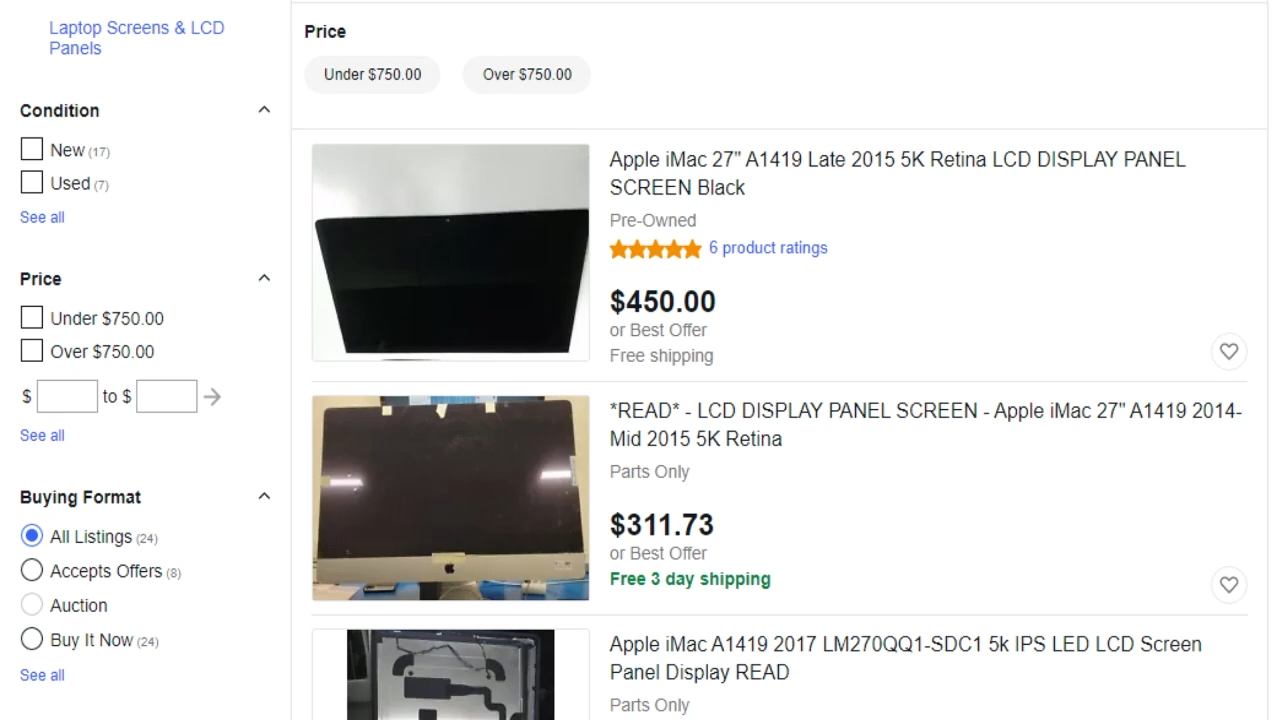 Laptop Screens & LCD
Panels
Condition
New (17)
Used (7)
See all
Price
Under $750.00
Over $750.00
$ to $
See all
Buying Format
All Listings (24)
Accepts Offers (8)
Auction
Buy It Now (24)
See all
Price
Under $750.00
Over $750.00
Apple iMac 27" A1419 Late 2015 5K Retina LCD DISPLAY PANEL
SCREEN Black
Pre-Owned
6 product ratings
$450.00
or Best Offer
Free shipping
*READ* - LCD DISPLAY PANEL SCREEN - Apple iMac 27" A1419 2014-
Mid 2015 5K Retina
Parts Only
$311.73
or Best Offer
Free 3 day shipping
Apple iMac A1419 2017 LM270QQ1-SDC1 5k IPS LED LCD Screen
Panel Display READ
Parts Only